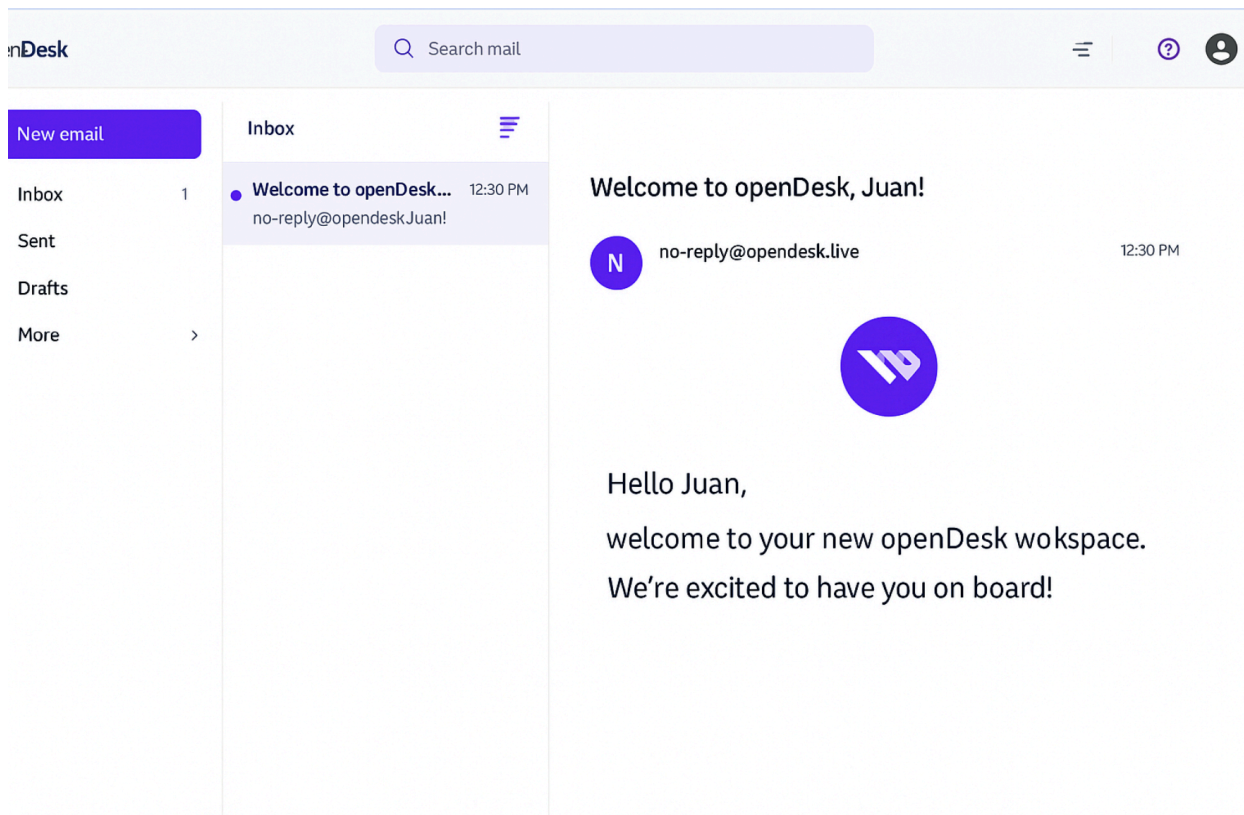 enDesk
Search mail
New email
Inbox 1
Sent
Drafts
More
Inbox
Welcome to openDesk... 12:30 PM
no-reply@opendeskJuan!
Welcome to openDesk, Juan!
N
no-reply@opendesk.live 12:30 PM
Hello Juan,
welcome to your new openDesk wokspace.
We’re excited to have you on board!